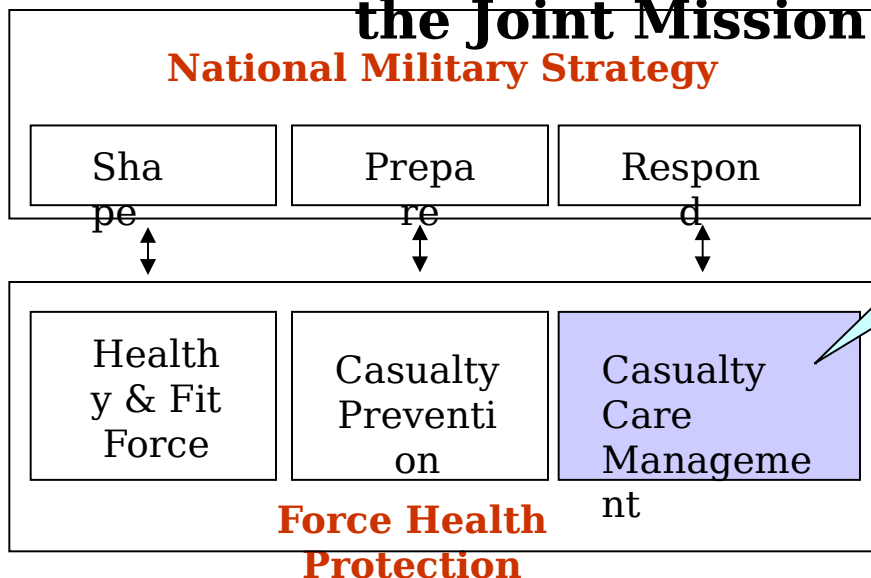 the Joint Mission
National Military Strategy
Sha
pe
Prepa
re
Respon
d
Health
y & Fit
Force
Casualty
Preventi
on
Casualty
Care
Manageme
nt
Force Health
Protection